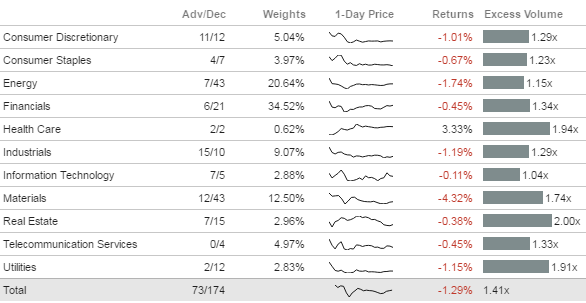 Adv/Dec Weights 1-Day Price Returns Excess Volume
Consumer Discretionary 11/12 5.04% -1.01% 1.29x
Consumer Staples 4/7 3.97% -0.67% 1.23x
Energy 7/43 20.64% -1.74% 1.15x
Financials 6/21 34.52% -0.45% 1.34x
Health Care 2/2 0.62% 3.33% 1.94x
Industrials 15/10 9.07% -1.19% 1.29x
Information Technology 7/5 2.88% -0.11% 1.04x
Materials 12/43 12.50% -4.32% 1.74x
Real Estate 7/15 2.96% -0.38% 2.00x
Telecommunication Services 0/4 4.97% -0.45% 1.33x
Utilities 2/12 2.83% -1.15% 1.91x
Total 73/174 -1.29% 1.41x